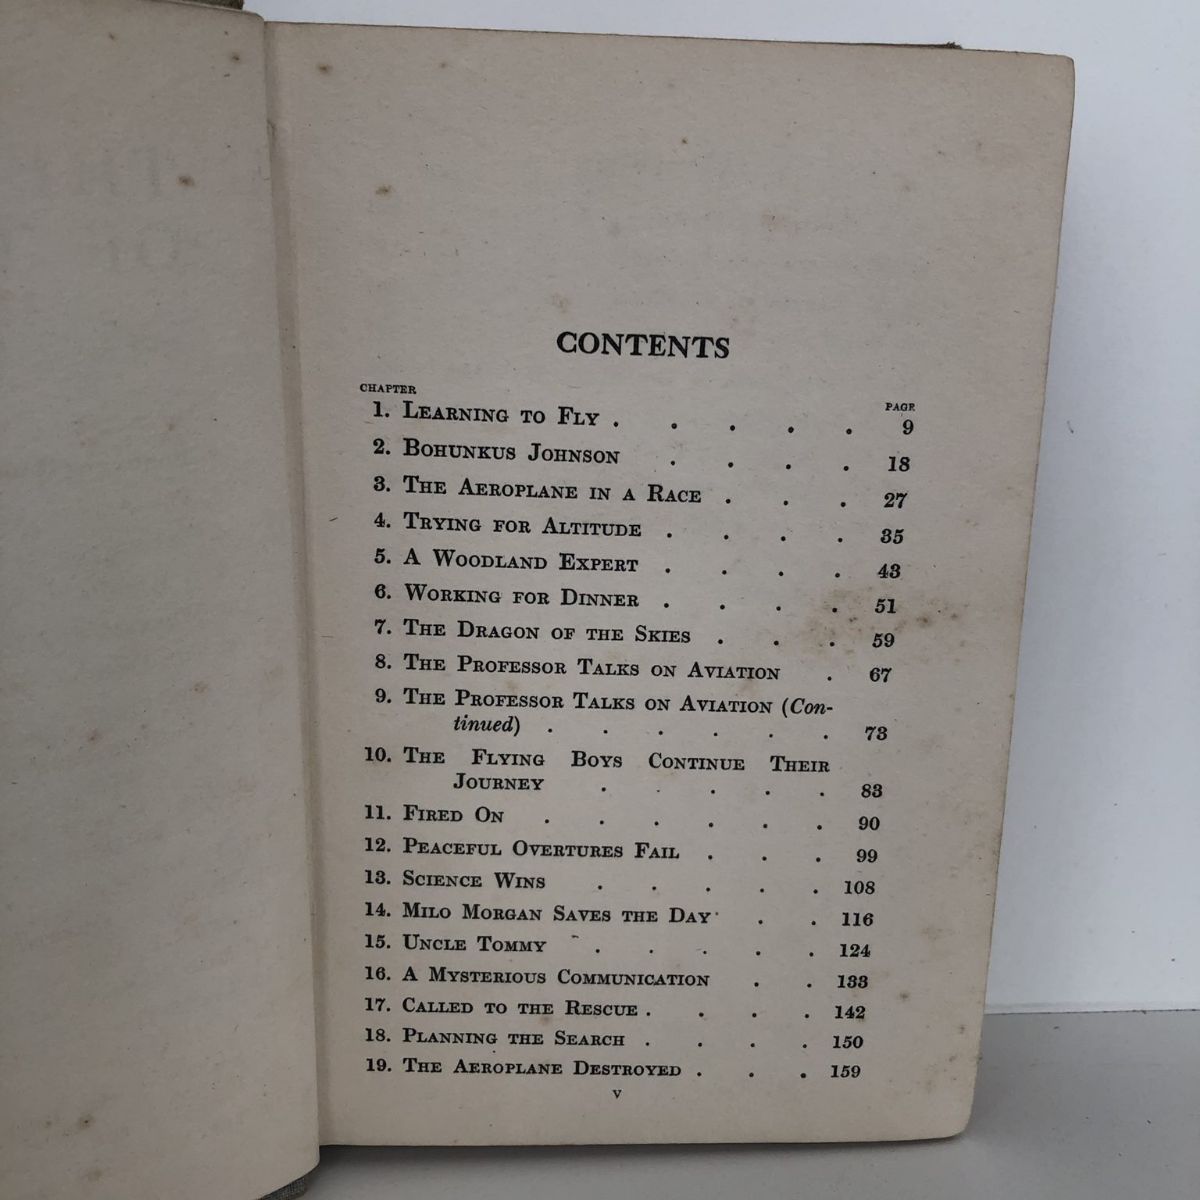 CONTENTS
CHAPTER
PAGE
1. LEARNING TO FLY . . . . . 9
2. BOHUNKUS JOHNSON . . . . 18
3. THE AEROPLANE IN A RACE . . . 27
4. TRYING FOR ALTITUDE . . . . 35
5. A WOODLAND EXPERT . . . . 43
6. WORKING FOR DINNER . . . . 51
7. THE DRAGON OF THE SKIES . . . 59
8. THE PROFESSOR TALKS ON AVIATION . 67
9. THE PROFESSOR TALKS ON AVIATION (Con-
tinued) . . . . . . 73
10. THE FLYING BOYS CONTINUE THEIR
JOURNEY . . . . . 83
11. FIRED ON . . . . . . 90
12. PEACEFUL OVERTURES FAIL . . . 99
13. SCIENCE WINS . . . . . 108
14. MILO MORGAN SAVES THE DAY . . 116
15. UNCLE TOMMY . . . . . 124
16. A MYSTERIOUS COMMUNICATION . . 133
17. CALLED TO THE RESCUE . . . . 142
18. PLANNING THE SEARCH . . . . 150
19. THE AEROPLANE DESTROYED . . . 159
v